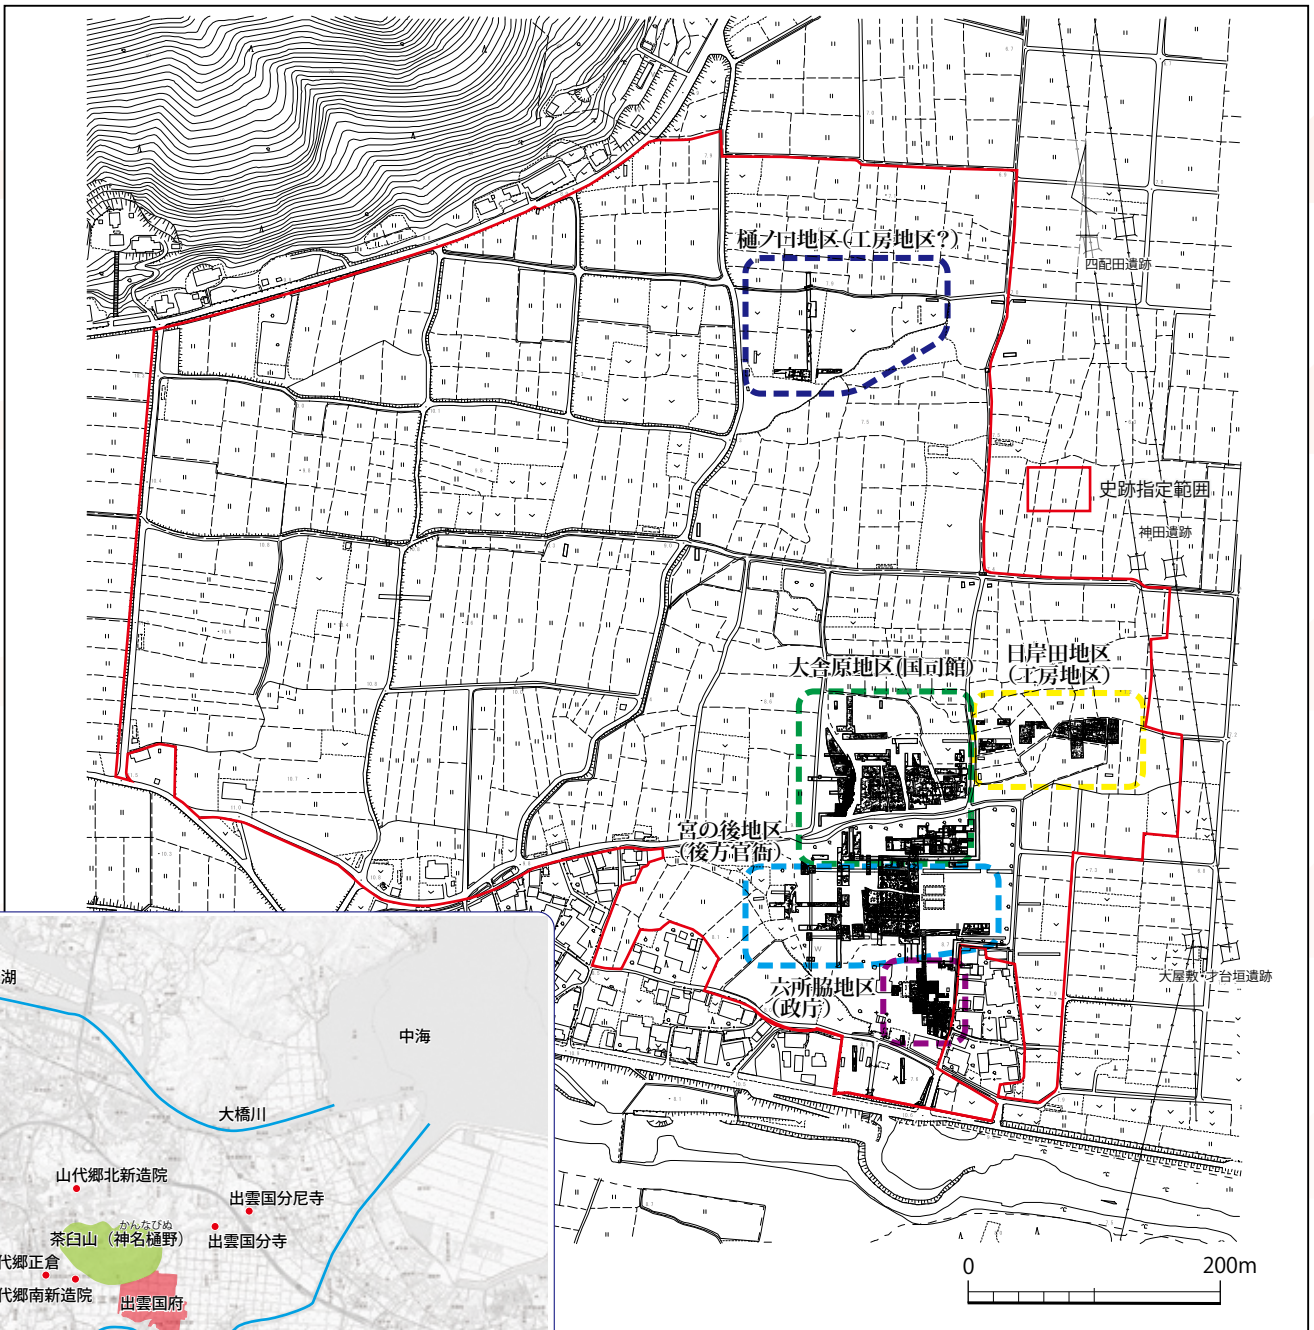 樋ノ口地区(工房地区?)
四配田遺跡
史跡指定範囲
神田遺跡
大舎原地区(国司館)
日岸田地区
(工房地区)
宮の後地区
(後方官衙)
六所脇地区
(政庁)
大屋敷・才台垣遺跡
湖
中海
大橋川
山代郷北新造院
出雲国分尼寺
かんなびぬ
茶臼山(神名樋野)
出雲国分寺
代郷正倉
代郷南新造院
出雲国府
0
200m